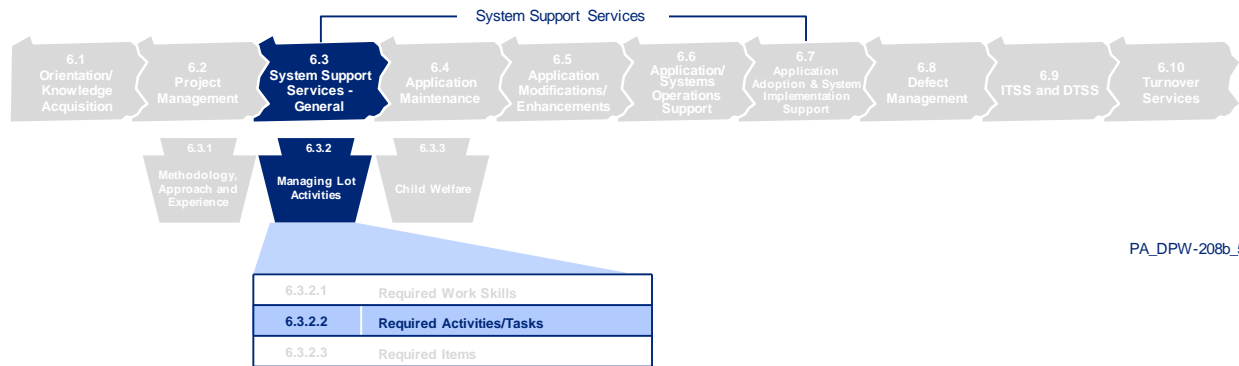 System Support Services
6.1
Orientation/
Knowledge
Acquisition
6.2
Project
Management
6.3
System Support
Services -
General
6.4
Application
Maintenance
6.5
Application
Modifications/
Enhancements
6.6
Application/
Systems
Operations
Support
6.7
Application
Adoption & System
Implementation
Support
6.8
Defect
Management
6.9
ITSS and DTSS
6.10
Turnover
Services
6.3.1
Methodology,
Approach and
Experience
6.3.2
Managing Lot
Activities
6.3.3
Child Welfare
PA_DPW-208b_5
6.3.2.1 Required Work Skills
6.3.2.2 Required Activities/Tasks
6.3.2.3 Required Items